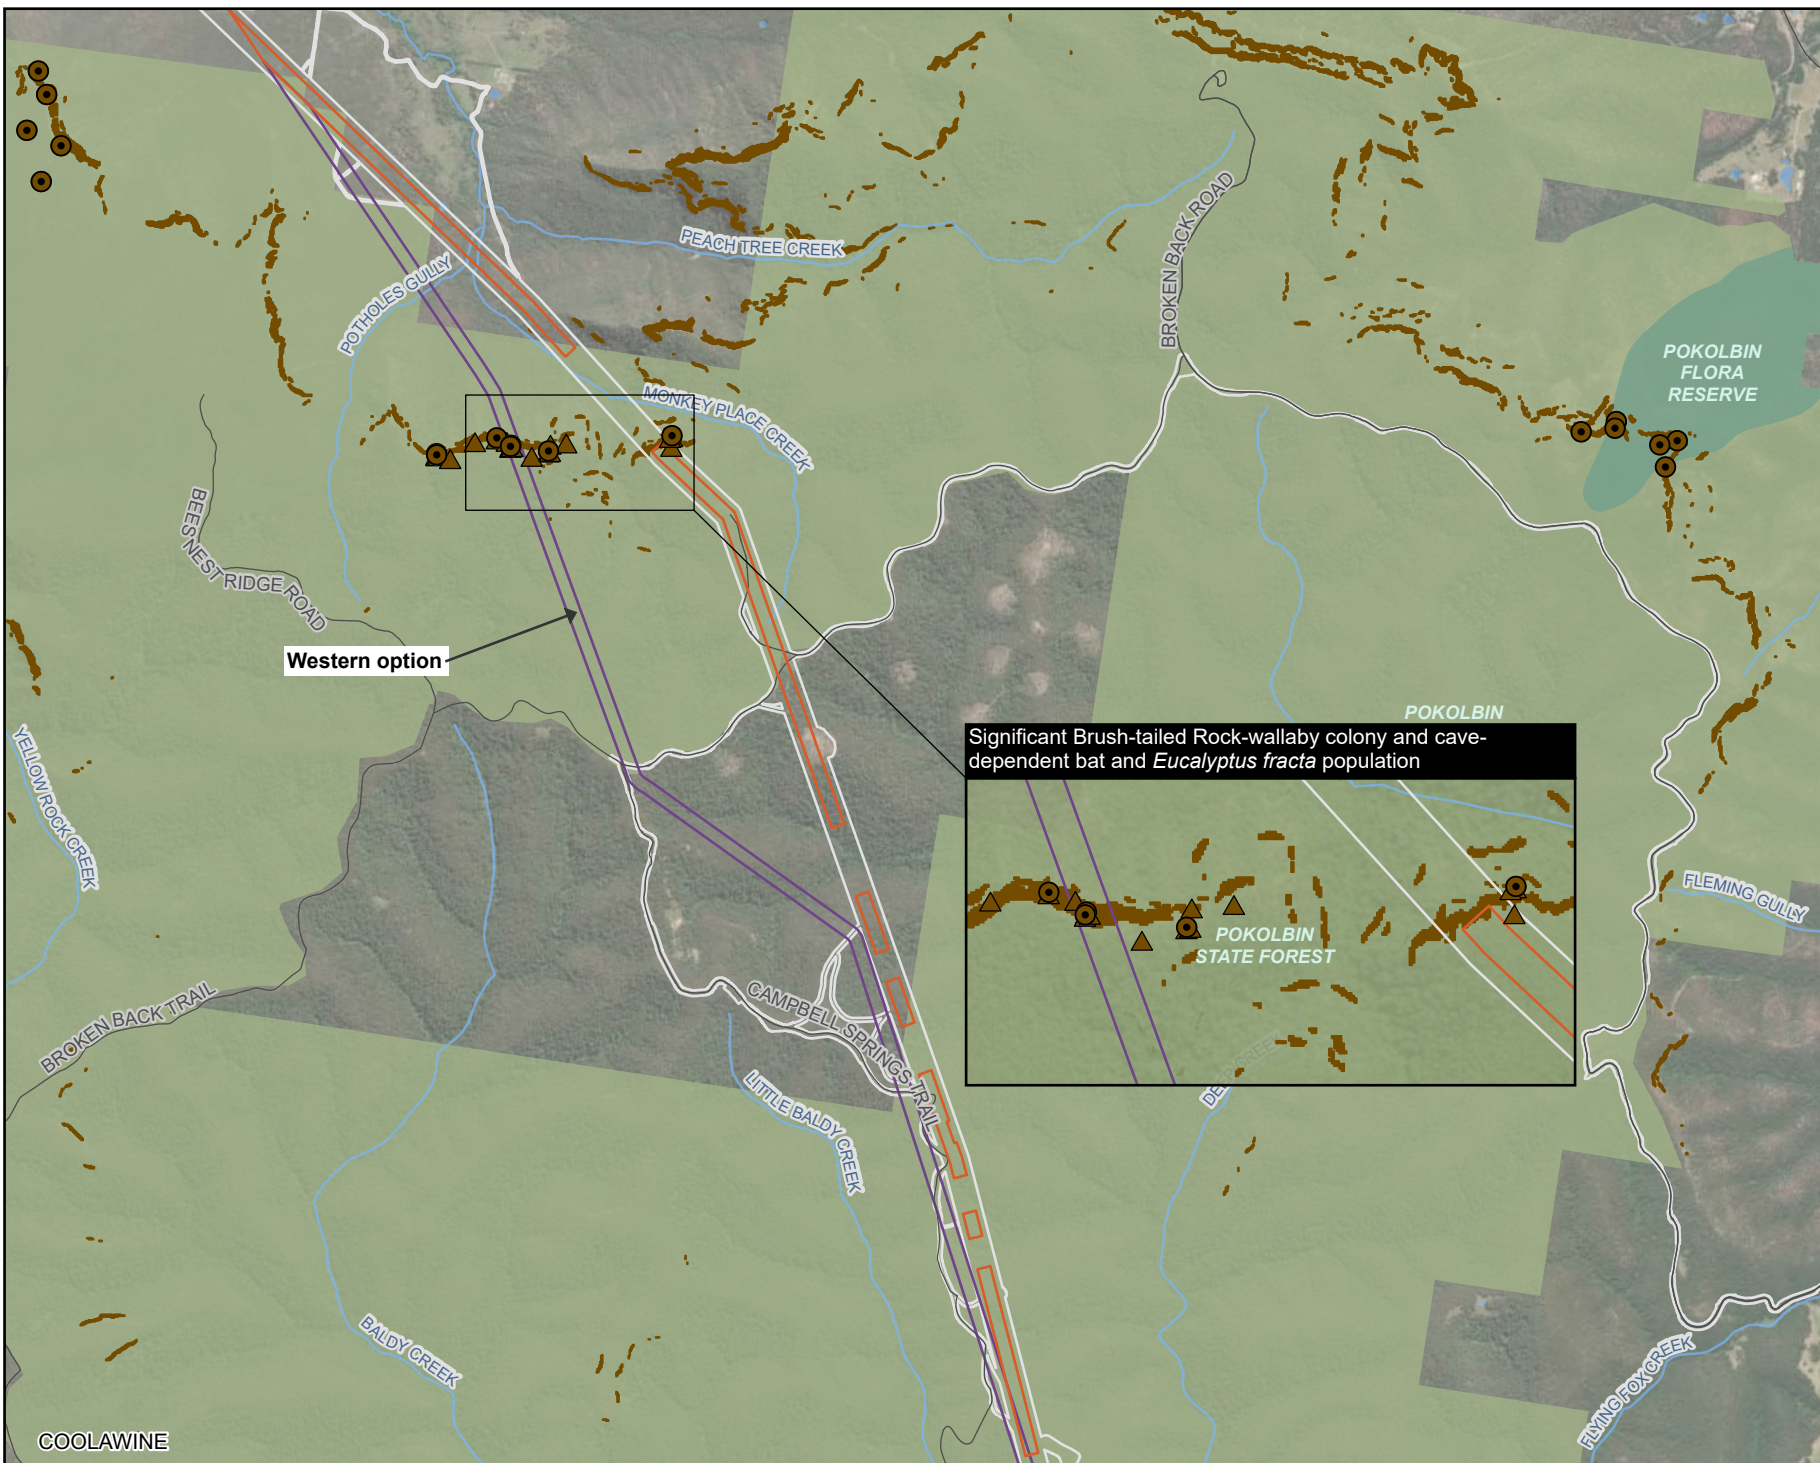 PEACH TREE CREEK
BROKEN BACK ROAD
POTHOLES GULLY
POKOLBIN
FLORA
RESERVE
MONKEY PLACE CREEK
BEES NEST RIDGE ROAD
Western option
POKOLBIN
Significant Brush-tailed Rock-wallaby colony and cave-
dependent bat and Eucalyptus fracta population
YELLOW ROCK CREEK
FLEMING GULLY
POKOLBIN
STATE FOREST
BROKEN BACK TRAIL
CAMPBELL SPRINGS TRAIL
DEEP CREEK
LITTLE BALDY CREEK
BALDY CREEK
FLYING FOX CREEK
COOLAWINE